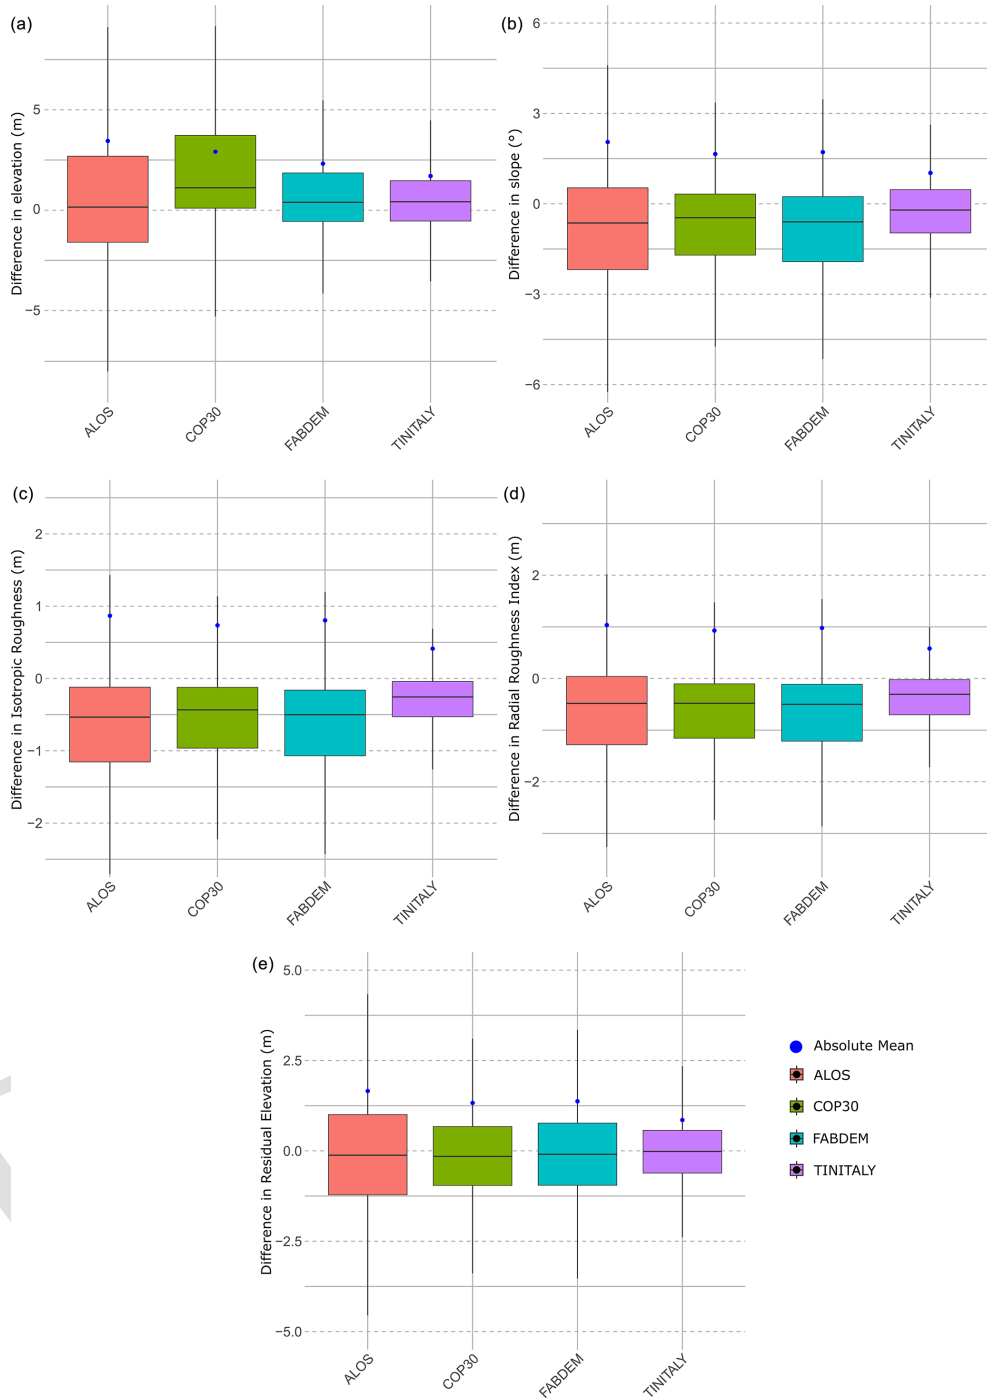 (a)
Difference in elevation (m)
5
0
−5
ALOS
COP30
FABDEM
TINITALY
(b)
Difference in slope (°)
6
3
0
−3
−6
ALOS
COP30
FABDEM
TINITALY
(c)
Difference in Isotropic Roughness (m)
2
1
0
−1
−2
ALOS
COP30
FABDEM
TINITALY
(d)
Difference in Radial Roughness Index (m)
2
0
−2
ALOS
COP30
FABDEM
TINITALY
(e)
Difference in Residual Elevation (m)
5.0
2.5
0.0
−2.5
−5.0
ALOS
COP30
FABDEM
TINITALY
Absolute Mean
ALOS
COP30
FABDEM
TINITALY